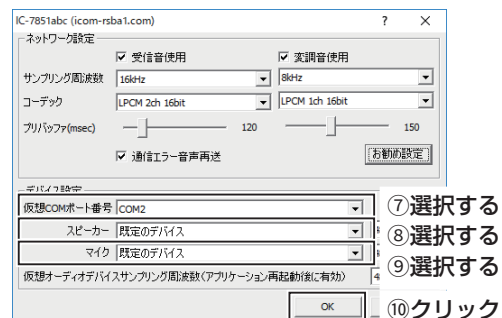 IC-7851abc (icom-rsba1.com) ? ×
ネットワーク設定
✓ 受信音使用 ✓ 変調音使用
サンプリング周波数 16kHz 8kHz
コーデック LPCM 2ch 16bit LPCM 1ch 16bit
プリバッファ(msec) 120 150
✓ 通信エラー音声再送 お勧め設定
デバイス設定
仮想COMポート番号 COM2 ⑦選択する
スピーカー 既定のデバイス ⑧選択する
マイク 既定のデバイス ⑨選択する
仮想オーディオデバイスサンプリング周波数(アプリケーション再起動後に有効) 4
OK ⑩クリック